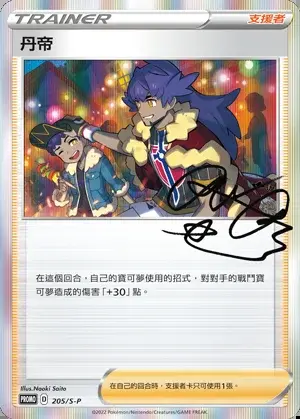 TRAINER
支援者
丹帝
在這個回合，自己的寶可夢使用的招式，對對手的戰鬥寶
可夢造成的傷害「+30」點。
Illus. Naoki Saito
PROMO D 205/S-P
在自己的回合時，支援者卡只可使用1張。
©2022 Pokémon/Nintendo/Creatures/GAME FREAK.